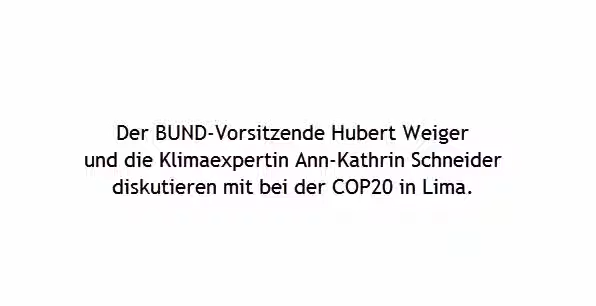 Der BUND-Vorsitzende Hubert Weiger
und die Klimaexpertin Ann-Kathrin Schneider
diskutieren mit bei der COP20 in Lima.